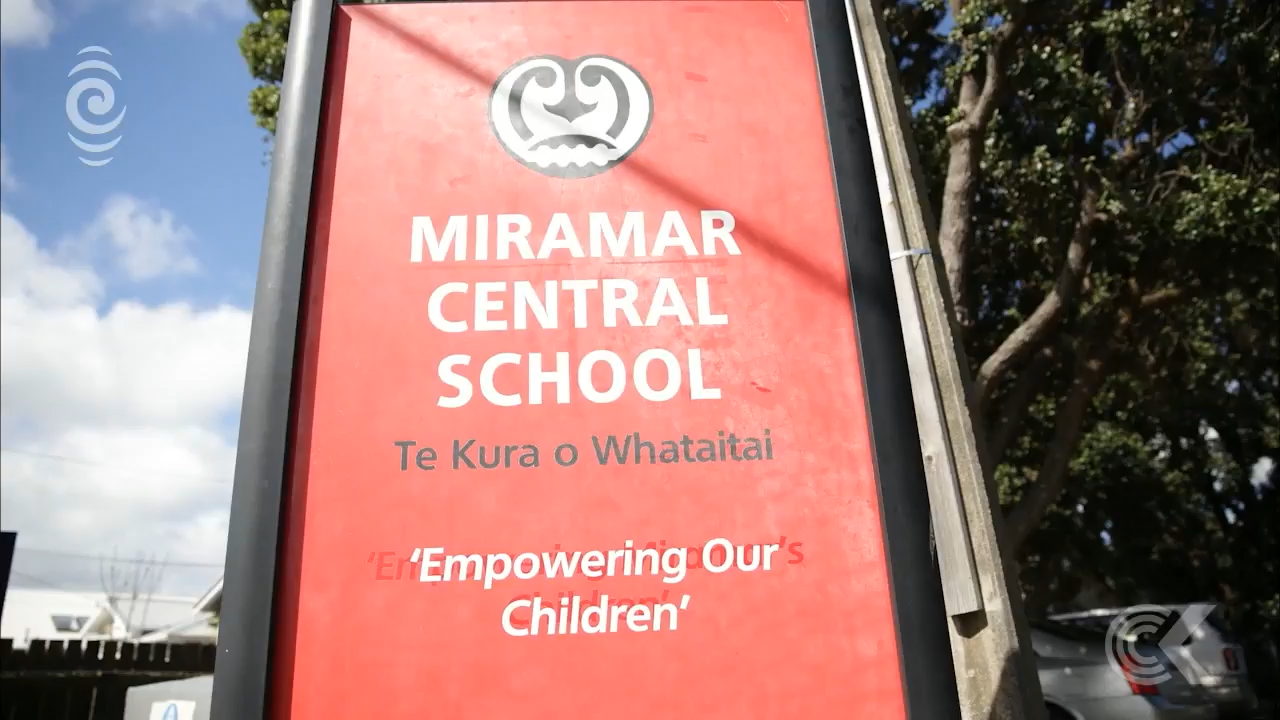 MIRAMAR
CENTRAL
SCHOOL
Te Kura o Whataitai
‘Empowering Our
Children’